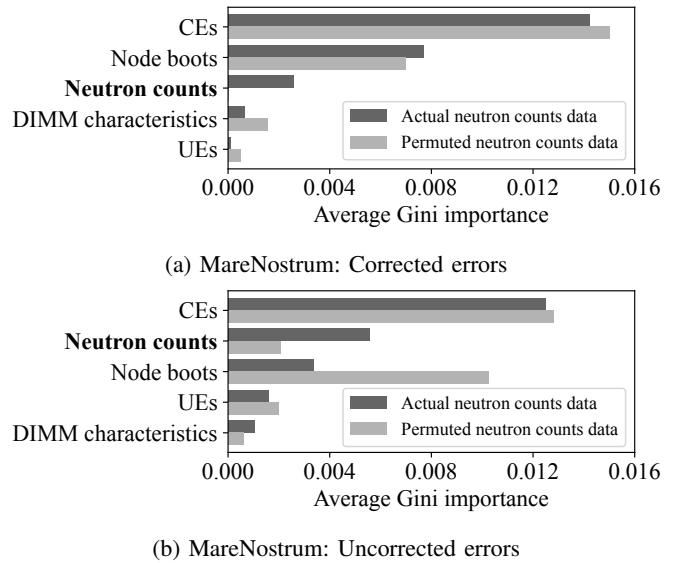 CEs
Node boots
Neutron counts
DIMM characteristics
UEs
Actual neutron counts data
Permuted neutron counts data
0.000 0.004 0.008 0.012 0.016
Average Gini importance
(a) MareNostrum: Corrected errors
CEs
Neutron counts
Node boots
UEs
DIMM characteristics
Actual neutron counts data
Permuted neutron counts data
0.000 0.004 0.008 0.012 0.016
Average Gini importance
(b) MareNostrum: Uncorrected errors